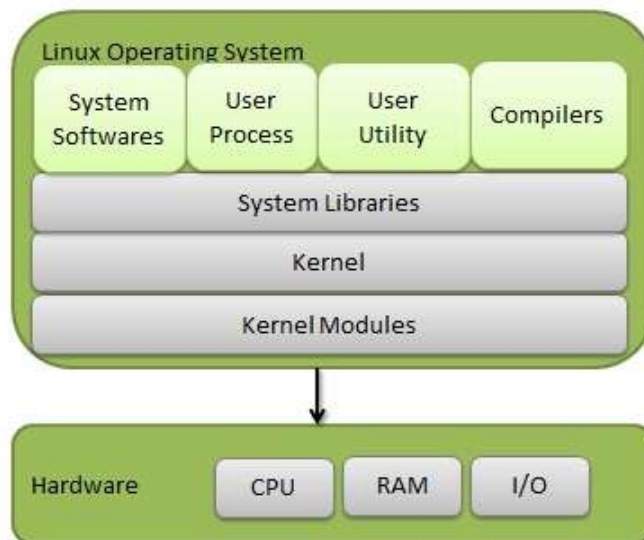 Linux Operating System
System
Softwares
User
Process
User
Utility
Compilers
System Libraries
Kernel
Kernel Modules
Hardware
CPU
RAM
I/O